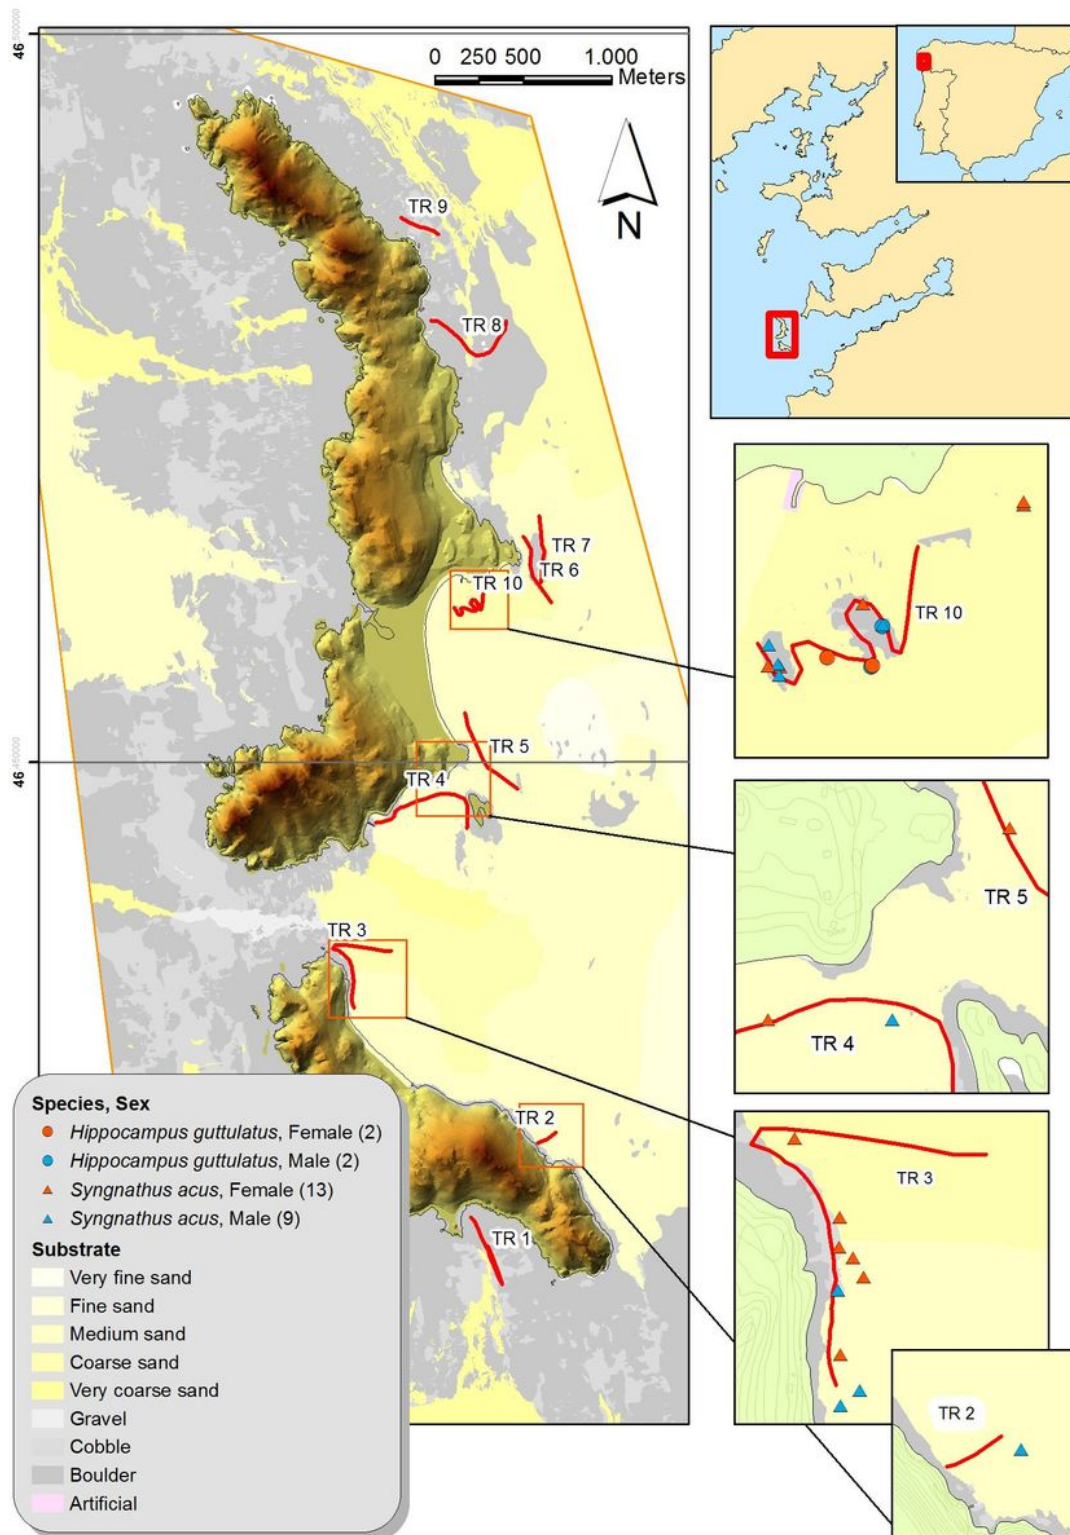 46 500000
0 250 500 1.000
Meters
N
TR 9
TR 8
TR 7
TR 6
TR 10
TR 10
TR 5
46 450000
TR 4
TR 5
TR 4
TR 3
TR 3
TR 2
TR 1
TR 2
Species, Sex
Hippocampus guttulatus, Female (2)
Hippocampus guttulatus, Male (2)
Syngnathus acus, Female (13)
Syngnathus acus, Male (9)
Substrate
Very fine sand
Fine sand
Medium sand
Coarse sand
Very coarse sand
Gravel
Cobble
Boulder
Artificial